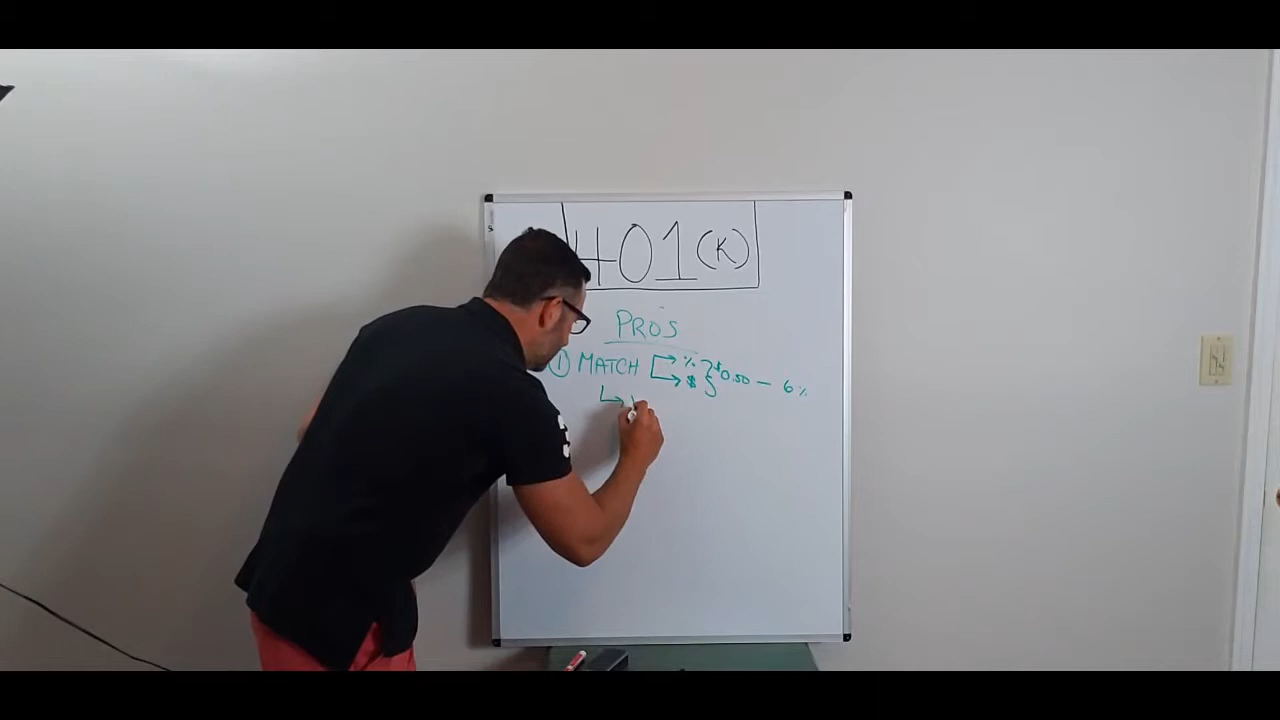 401(K)
PROS
① MATCH → % } $0.50 — 6%
→ $
↳